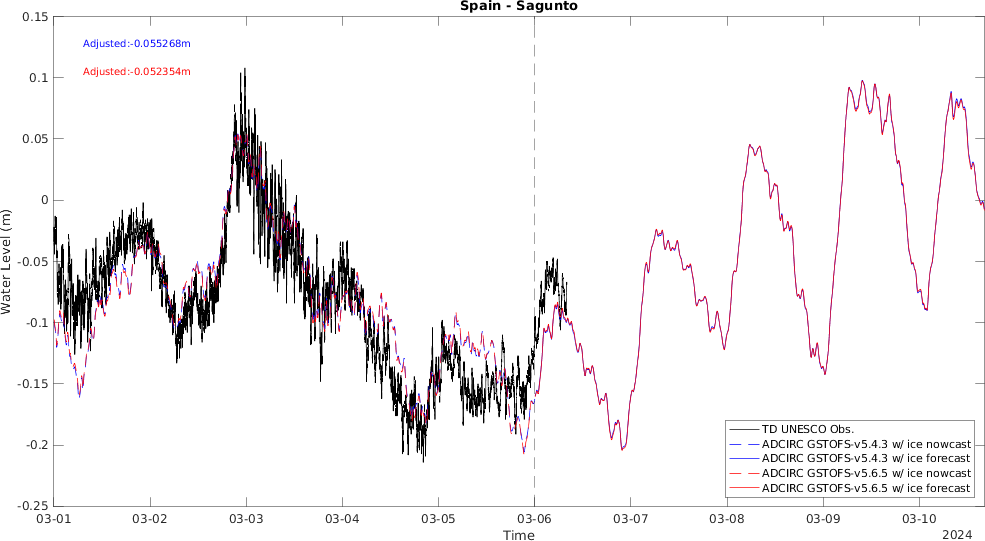 Spain - Sagunto
0.15
Adjusted:-0.055268m
Adjusted:-0.052354m
0.1
0.05
0
-0.05
-0.1
-0.15
-0.2
-0.25
Water Level (m)
TD UNESCO Obs.
ADCIRC GSTOFS-v5.4.3 w/ ice nowcast
ADCIRC GSTOFS-v5.4.3 w/ ice forecast
ADCIRC GSTOFS-v5.6.5 w/ ice nowcast
ADCIRC GSTOFS-v5.6.5 w/ ice forecast
03-01 03-02 03-03 03-04 03-05 03-06 03-07 03-08 03-09 03-10
Time
2024